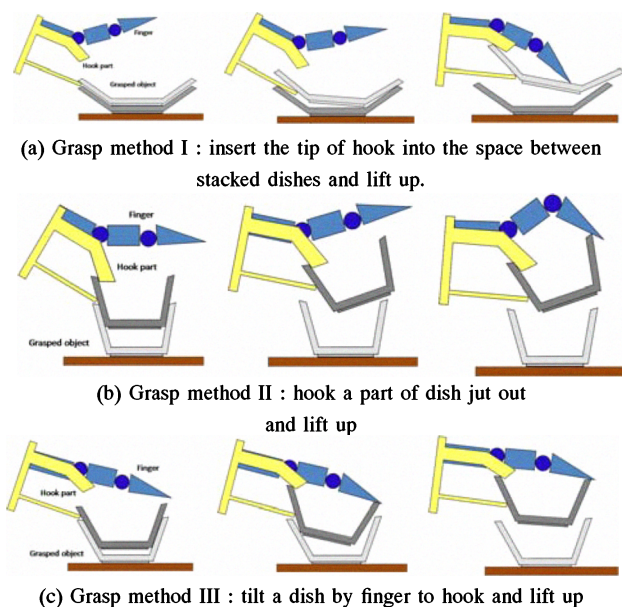 Finger
Hook part
Grasped object
(a) Grasp method I : insert the tip of hook into the space between
stacked dishes and lift up.
Finger
Hook part
Grasped object
(b) Grasp method II : hook a part of dish jut out
and lift up
Finger
Hook part
Grasped object
(c) Grasp method III : tilt a dish by finger to hook and lift up